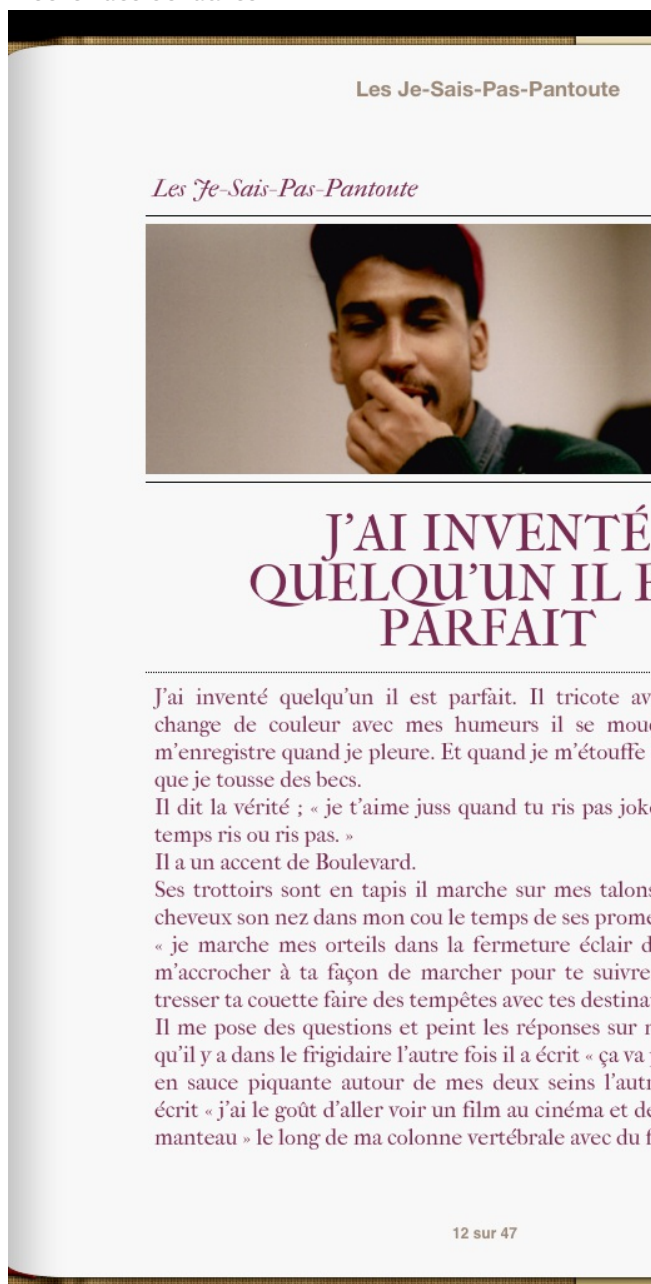 Les Je-Sais-Pas-Pantoute
Les Je-Sais-Pas-Pantoute
J'AI INVENTÉ
QUELQU'UN IL
PARFAIT
J'ai inventé quelqu'un il est parfait. Il tricote
change de couleur avec mes humeurs il se
m'enregistre quand je pleure. Et quand je m'étouffe
que je tousse des becs.
Il dit la vérité ; « je t'aime juss quand tu ris pas
temps ris ou ris pas. »
Il a un accent de Boulevard.
Ses trottoirs sont en tapis il marche sur mes talons
cheveux son nez dans mon cou le temps de ses
« je marche mes orteils dans la fermeture éclair
m'accrocher à ta façon de marcher pour te suivre
tresser ta couette faire des tempêtes avec tes
Il me pose des questions et peint les réponses sur
qu'il y a dans le frigidaire l'autre fois il a écrit « ça va
en sauce piquante autour de mes deux seins
écrit « j'ai le goût d'aller voir un film au cinéma et
manteau » le long de ma colonne vertébrale avec du
12 sur 47